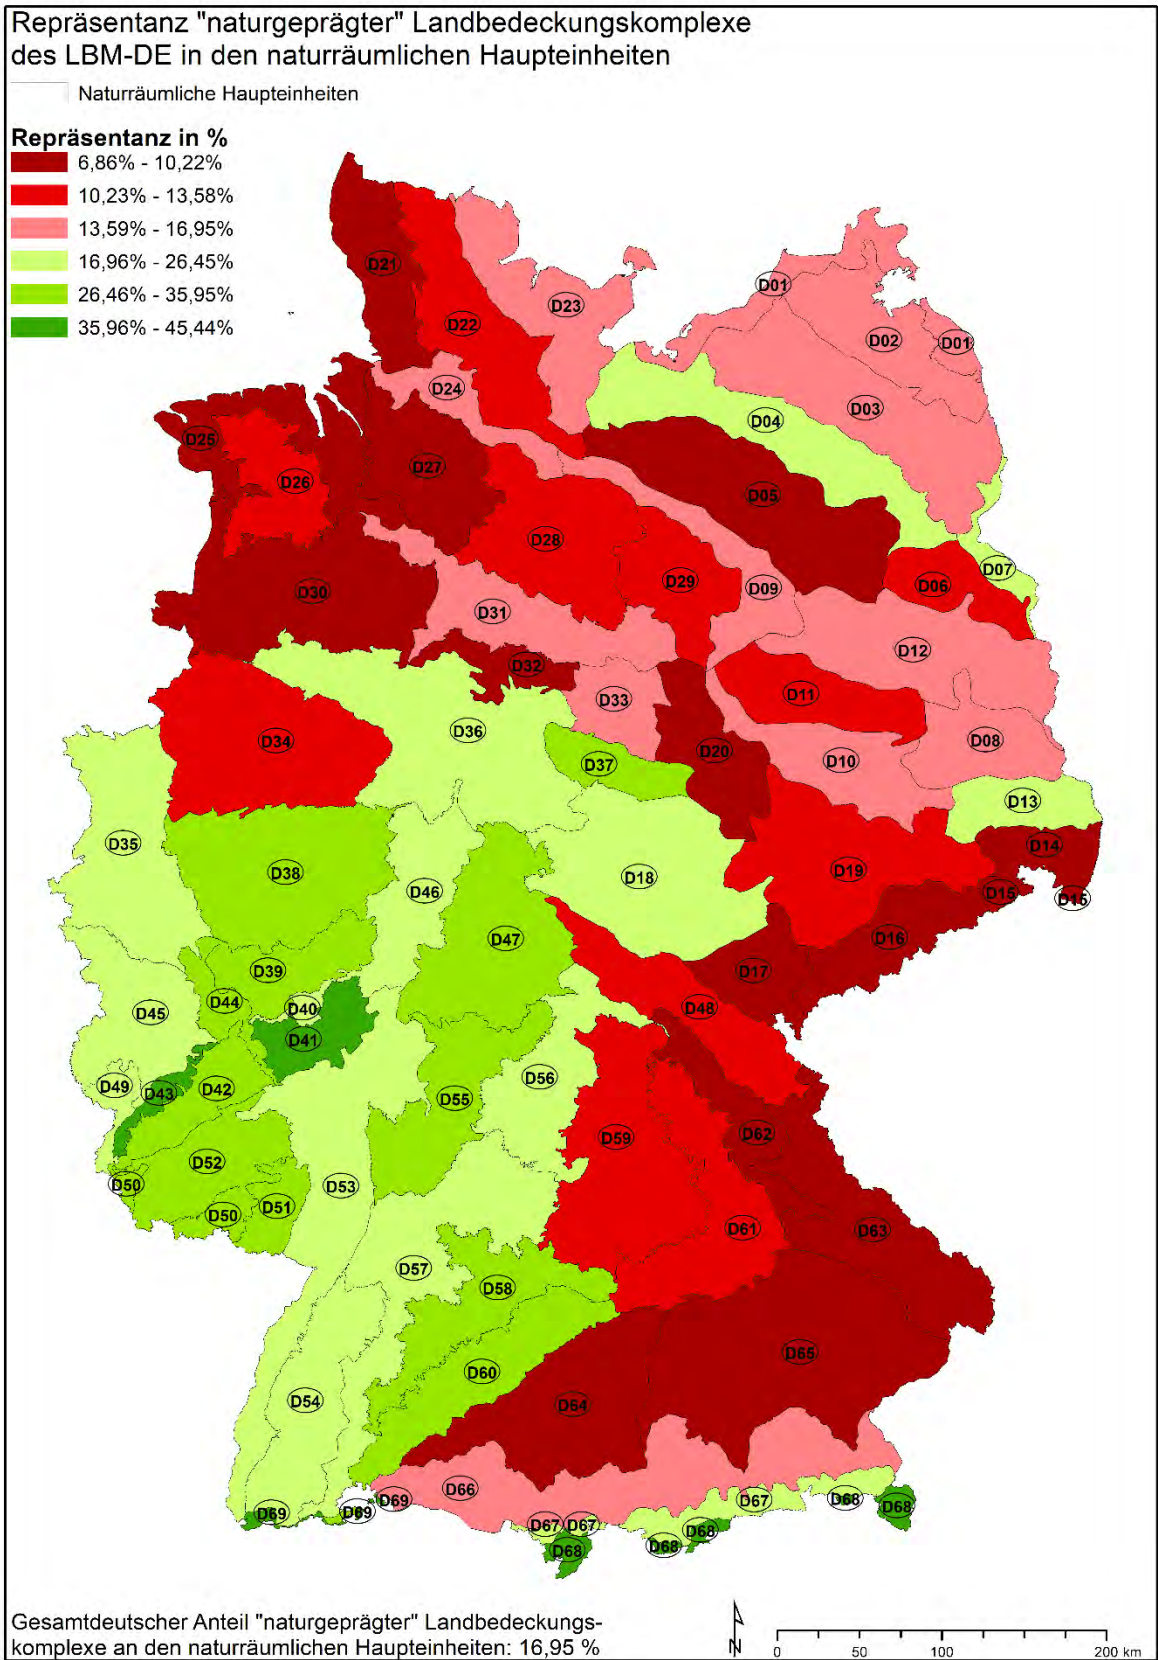 Repräsentanz "naturgeprägter" Landbedeckungskomplexe
des LBM-DE in den naturräumlichen Haupteinheiten
Naturräumliche Haupteinheiten
Repräsentanz in %
6,86% - 10,22%
10,23% - 13,58%
13,59% - 16,95%
16,96% - 26,45%
26,46% - 35,95%
35,96% - 45,44%
D21
D01
D23
D22
D02
D01
D24
D03
D04
D25
D27
D26
D05
D28
D07
D29
D06
D09
D30
D31
D12
D32
D11
D33
D36
D34
D08
D20
D37
D10
D13
D35
D14
D38
D19
D18
D46
D15
D15
D47
D16
D39
D17
D44
D48
D40
D45
D41
D56
D49
D42
D43
D55
D62
D59
D52
D50
D53
D51
D50
D61
D63
D57
D58
D65
D60
D54
D64
D66
D69
D67
D68
D68
D69
D69
D67
D67
D68
D68
D68
Gesamtdeutscher Anteil "naturgeprägter" Landbedeckungs-
komplexe an den naturräumlichen Haupteinheiten: 16,95 %
N
0 50 100 200 km